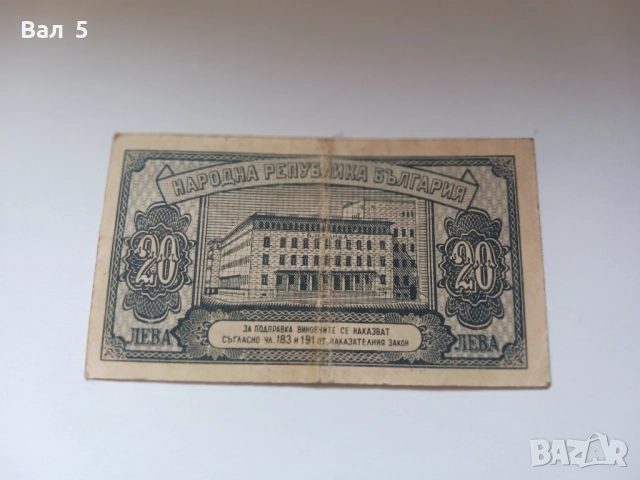 Вал 5
НАРОДНА РЕПУБЛИКА БЪЛГАРИЯ
20 20
ЗА ПОДПРАВКА ВИНОВНИТЕ СЕ НАКАЗВАТ
СЪГЛАСНО ЧЛ. 183 И 191 ОТ НАКАЗАТЕЛНИЯ ЗАКОН
ЛЕВА ЛЕВА
BAZAR